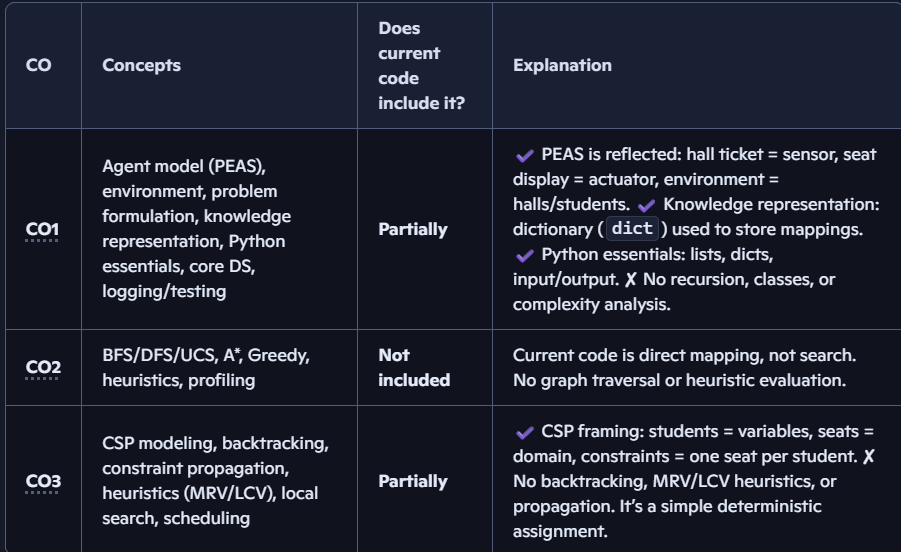 CO
Concepts
Does
current
code
include it?
Explanation
CO1
Agent model (PEAS),
environment, problem
formulation, knowledge
representation, Python
essentials, core DS,
logging/testing
Partially
✔ PEAS is reflected: hall ticket = sensor, seat
display = actuator, environment =
halls/students. ✔ Knowledge representation:
dictionary ( dict ) used to store mappings.
✔ Python essentials: lists, dicts,
input/output. ✘ No recursion, classes, or
complexity analysis.
CO2
BFS/DFS/UCS, A*, Greedy,
heuristics, profiling
Not
included
Current code is direct mapping, not search.
No graph traversal or heuristic evaluation.
CO3
CSP modeling, backtracking,
constraint propagation,
heuristics (MRV/LCV), local
search, scheduling
Partially
✔ CSP framing: students = variables, seats =
domain, constraints = one seat per student. ✘
No backtracking, MRV/LCV heuristics, or
propagation. It’s a simple deterministic
assignment.